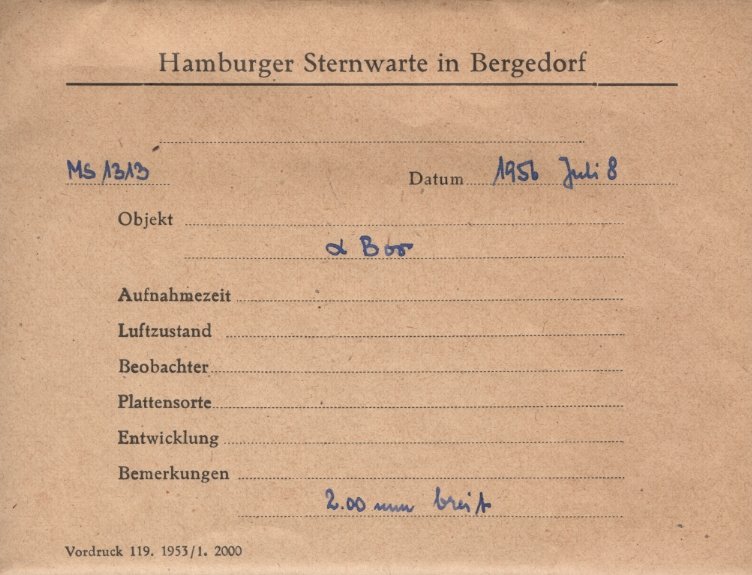 Hamburger Sternwarte in Bergedorf
MS 1313 Datum 1956 Juli 8
Objekt
α Boo
Aufnahmezeit
Luftzustand
Beobachter
Plattensorte
Entwicklung
Bemerkungen
2.00 mm breit
Vordruck 119. 1953/1. 2000